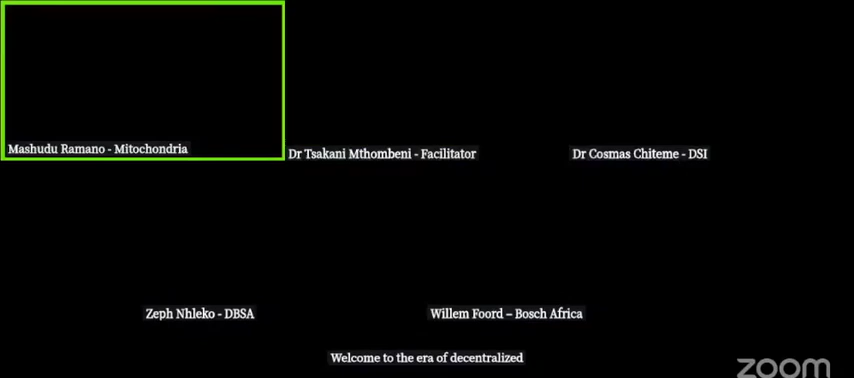 Mashudu Ramano - Mitochondria
Dr Tsakani Mthombeni - Facilitator
Dr Cosmas Chiteme - DSI
Zeph Nhleko - DBSA
Willem Foord – Bosch Africa
Welcome to the era of decentralized
zoom